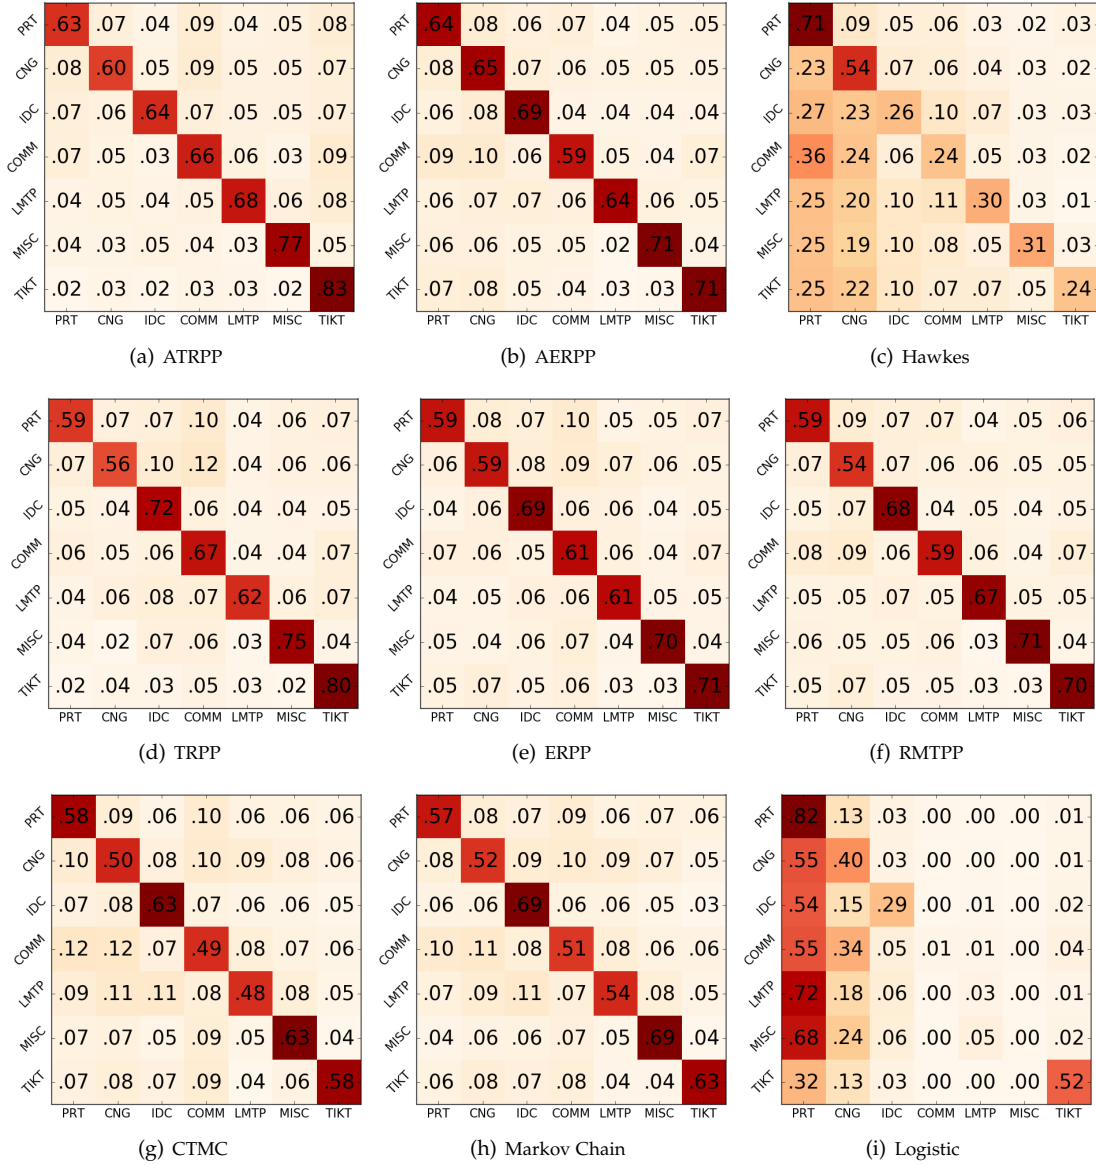 PRT .63 .07 .04 .09 .04 .05 .08
CNG .08 .60 .05 .09 .05 .05 .07
IDC .07 .06 .64 .07 .05 .05 .07
COMM .07 .05 .03 .66 .06 .03 .09
LMTP .04 .05 .04 .05 .68 .06 .08
MISC .04 .03 .05 .04 .03 .77 .05
TIKT .02 .03 .02 .03 .03 .02 .83
PRT CNG IDC COMM LMTP MISC TIKT
(a) ATRPP
PRT .64 .08 .06 .07 .05 .05 .05
CNG .08 .65 .07 .06 .05 .05 .05
IDC .06 .08 .69 .04 .04 .04 .04
COMM .09 .10 .06 .59 .05 .04 .07
LMTP .06 .07 .07 .05 .64 .06 .05
MISC .06 .06 .05 .05 .02 .71 .04
TIKT .07 .08 .05 .04 .03 .03 .71
PRT CNG IDC COMM LMTP MISC TIKT
(b) AERPP
PRT .71 .09 .05 .06 .03 .02 .03
CNG .23 .54 .07 .06 .04 .03 .02
IDC .27 .23 .26 .10 .07 .03 .03
COMM .36 .24 .06 .24 .05 .03 .02
LMTP .25 .20 .10 .11 .30 .03 .01
MISC .25 .19 .10 .08 .05 .31 .03
TIKT .25 .22 .10 .07 .07 .05 .24
PRT CNG IDC COMM LMTP MISC TIKT
(c) Hawkes
PRT .59 .07 .07 .10 .04 .06 .07
CNG .07 .56 .10 .12 .04 .06 .06
IDC .05 .04 .72 .06 .04 .04 .05
COMM .06 .05 .06 .67 .04 .04 .07
LMTP .04 .06 .08 .07 .62 .06 .07
MISC .04 .02 .07 .06 .03 .75 .04
TIKT .02 .04 .03 .05 .03 .02 .80
PRT CNG IDC COMM LMTP MISC TIKT
(d) TRPP
PRT .59 .08 .07 .10 .05 .05 .07
CNG .06 .59 .08 .09 .07 .06 .05
IDC .04 .06 .69 .06 .06 .04 .05
COMM .07 .06 .05 .61 .06 .04 .07
LMTP .04 .05 .06 .06 .61 .05 .05
MISC .05 .04 .06 .07 .04 .70 .04
TIKT .05 .07 .05 .06 .03 .03 .71
PRT CNG IDC COMM LMTP MISC TIKT
(e) ERPP
PRT .59 .09 .07 .07 .04 .05 .06
CNG .07 .54 .07 .06 .06 .05 .05
IDC .05 .07 .68 .04 .05 .04 .04
COMM .08 .09 .06 .59 .06 .04 .07
LMTP .05 .05 .07 .05 .67 .05 .05
MISC .06 .05 .05 .06 .03 .71 .04
TIKT .05 .07 .05 .05 .03 .03 .70
PRT CNG IDC COMM LMTP MISC TIKT
(f) RMTPP
PRT .58 .09 .06 .10 .06 .06 .06
CNG .10 .50 .08 .10 .09 .08 .06
IDC .07 .08 .63 .07 .06 .06 .05
COMM .12 .12 .07 .49 .08 .07 .06
LMTP .09 .11 .11 .08 .48 .08 .05
MISC .07 .07 .05 .09 .05 .63 .04
TIKT .07 .08 .07 .09 .04 .06 .58
PRT CNG IDC COMM LMTP MISC TIKT
(g) CTMC
PRT .57 .08 .07 .09 .06 .07 .06
CNG .08 .52 .09 .10 .09 .07 .05
IDC .06 .06 .69 .06 .06 .05 .03
COMM .10 .11 .08 .51 .08 .06 .06
LMTP .07 .09 .11 .07 .54 .08 .05
MISC .04 .06 .06 .07 .05 .69 .04
TIKT .06 .08 .07 .08 .04 .04 .63
PRT CNG IDC COMM LMTP MISC TIKT
(h) Markov Chain
PRT .82 .13 .03 .00 .00 .00 .01
CNG .55 .40 .03 .00 .00 .00 .01
IDC .54 .15 .29 .00 .01 .00 .02
COMM .55 .34 .05 .01 .01 .00 .04
LMTP .72 .18 .06 .00 .03 .00 .01
MISC .68 .24 .06 .00 .05 .00 .02
TIKT .32 .13 .03 .00 .00 .00 .52
PRT CNG IDC COMM LMTP MISC TIKT
(i) Logistic